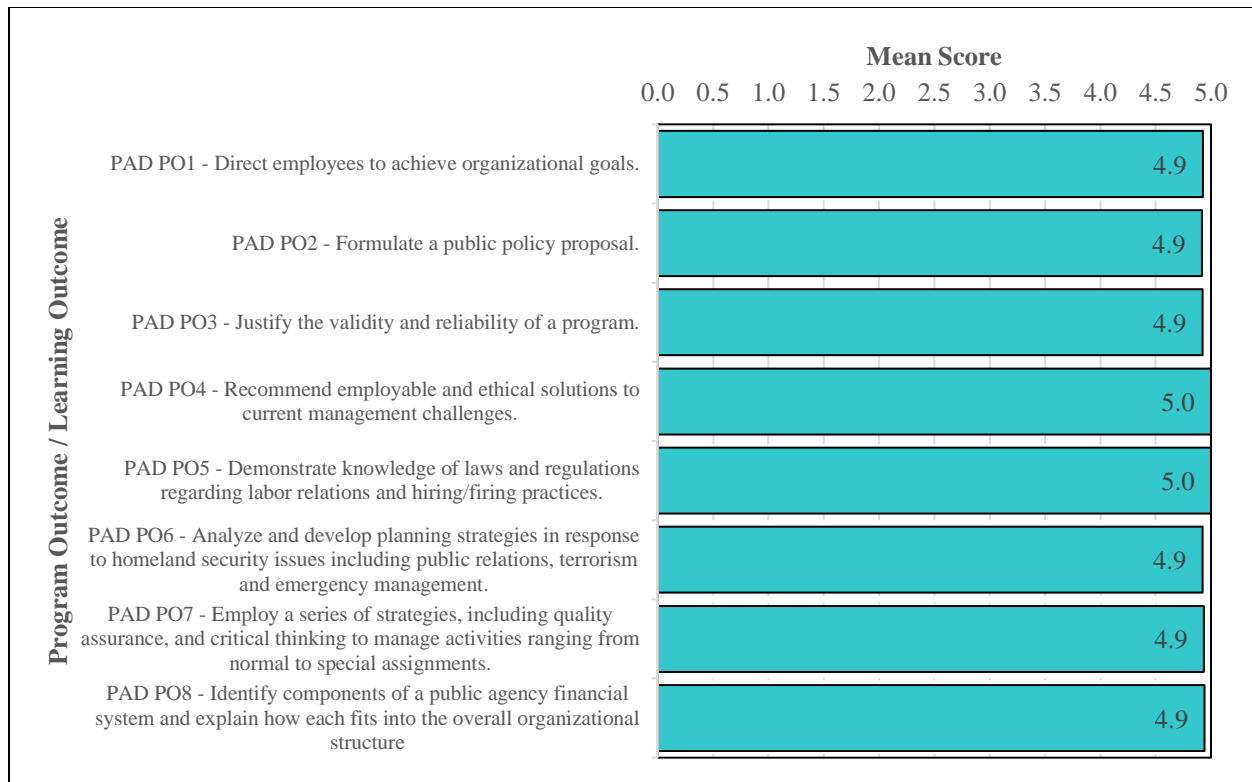 Mean Score
0.0 0.5 1.0 1.5 2.0 2.5 3.0 3.5 4.0 4.5 5.0
Program Outcome / Learning Outcome
PAD PO1 - Direct employees to achieve organizational goals.
4.9
PAD PO2 - Formulate a public policy proposal.
4.9
PAD PO3 - Justify the validity and reliability of a program.
4.9
PAD PO4 - Recommend employable and ethical solutions to
current management challenges.
5.0
PAD PO5 - Demonstrate knowledge of laws and regulations
regarding labor relations and hiring/firing practices.
5.0
PAD PO6 - Analyze and develop planning strategies in response
to homeland security issues including public relations, terrorism
and emergency management.
4.9
PAD PO7 - Employ a series of strategies, including quality
assurance, and critical thinking to manage activities ranging from
normal to special assignments.
4.9
PAD PO8 - Identify components of a public agency financial
system and explain how each fits into the overall organizational
structure
4.9